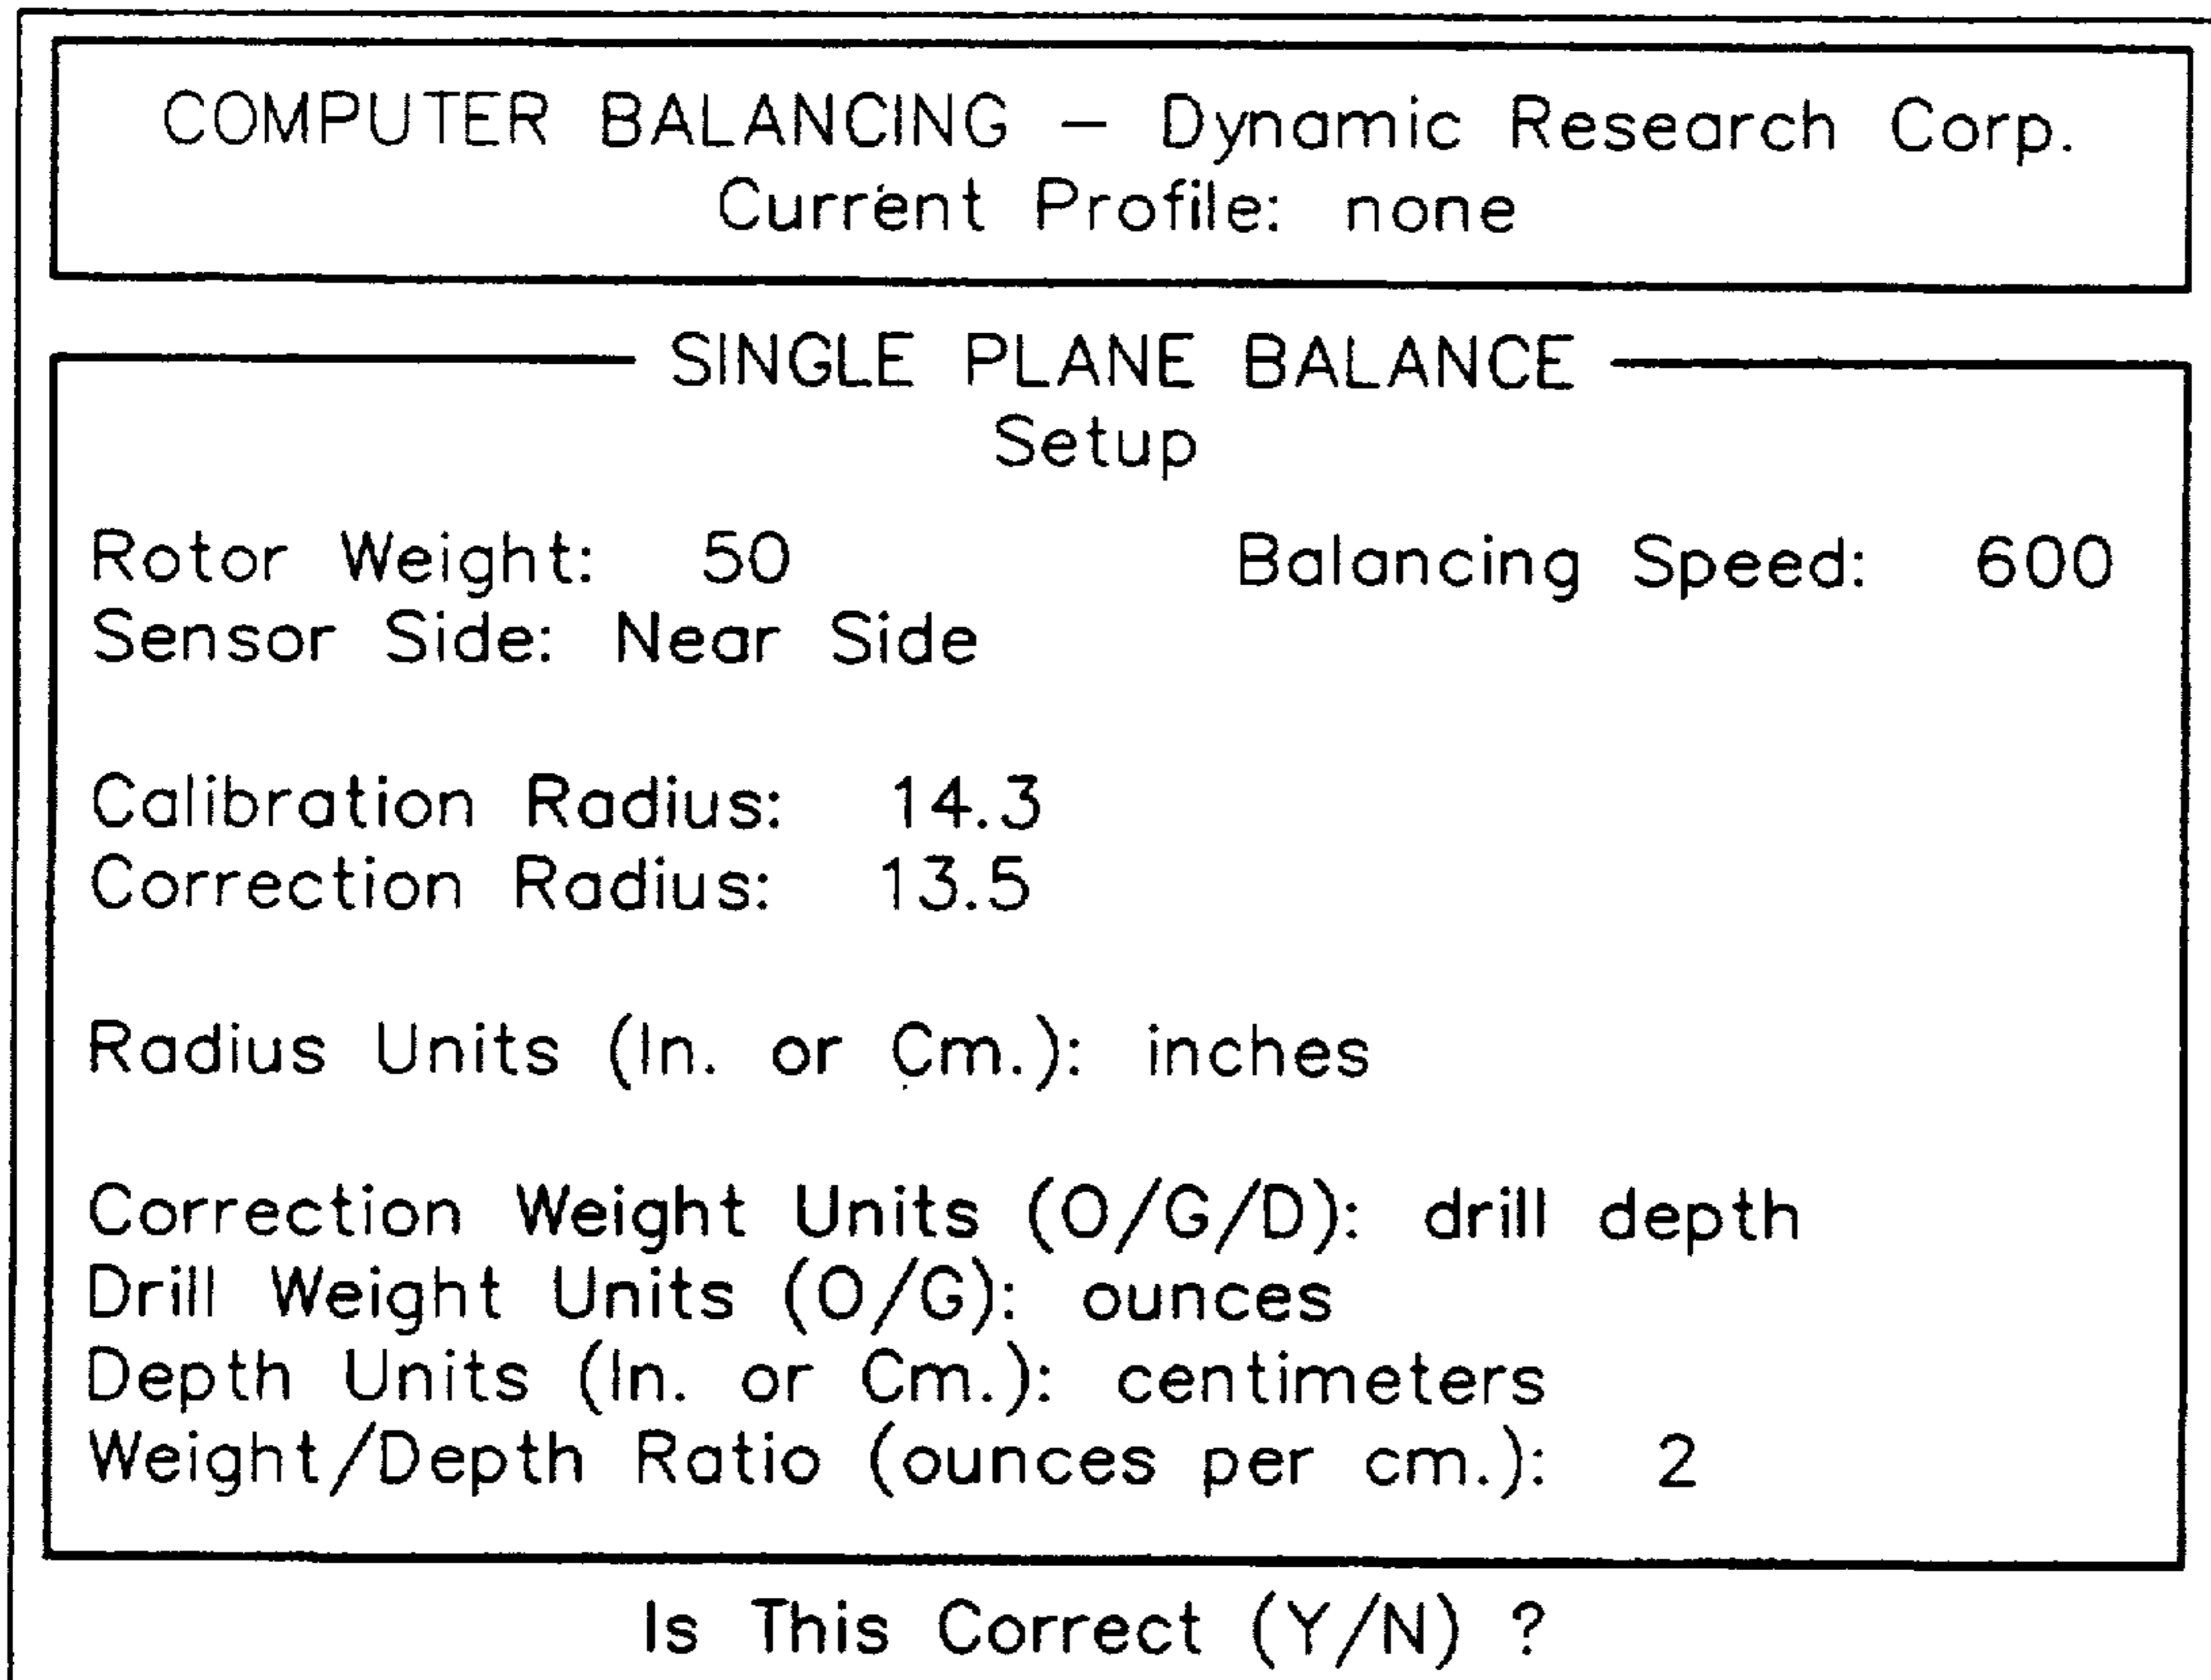 COMPUTER BALANCING – Dynamic Research Corp.
Current Profile: none
SINGLE PLANE BALANCE
Setup
Rotor Weight: 50 Balancing Speed: 600
Sensor Side: Near Side
Calibration Radius: 14.3
Correction Radius: 13.5
Radius Units (In. or Cm.): inches
Correction Weight Units (O/G/D): drill depth
Drill Weight Units (O/G): ounces
Depth Units (In. or Cm.): centimeters
Weight/Depth Ratio (ounces per cm.): 2
Is This Correct (Y/N) ?